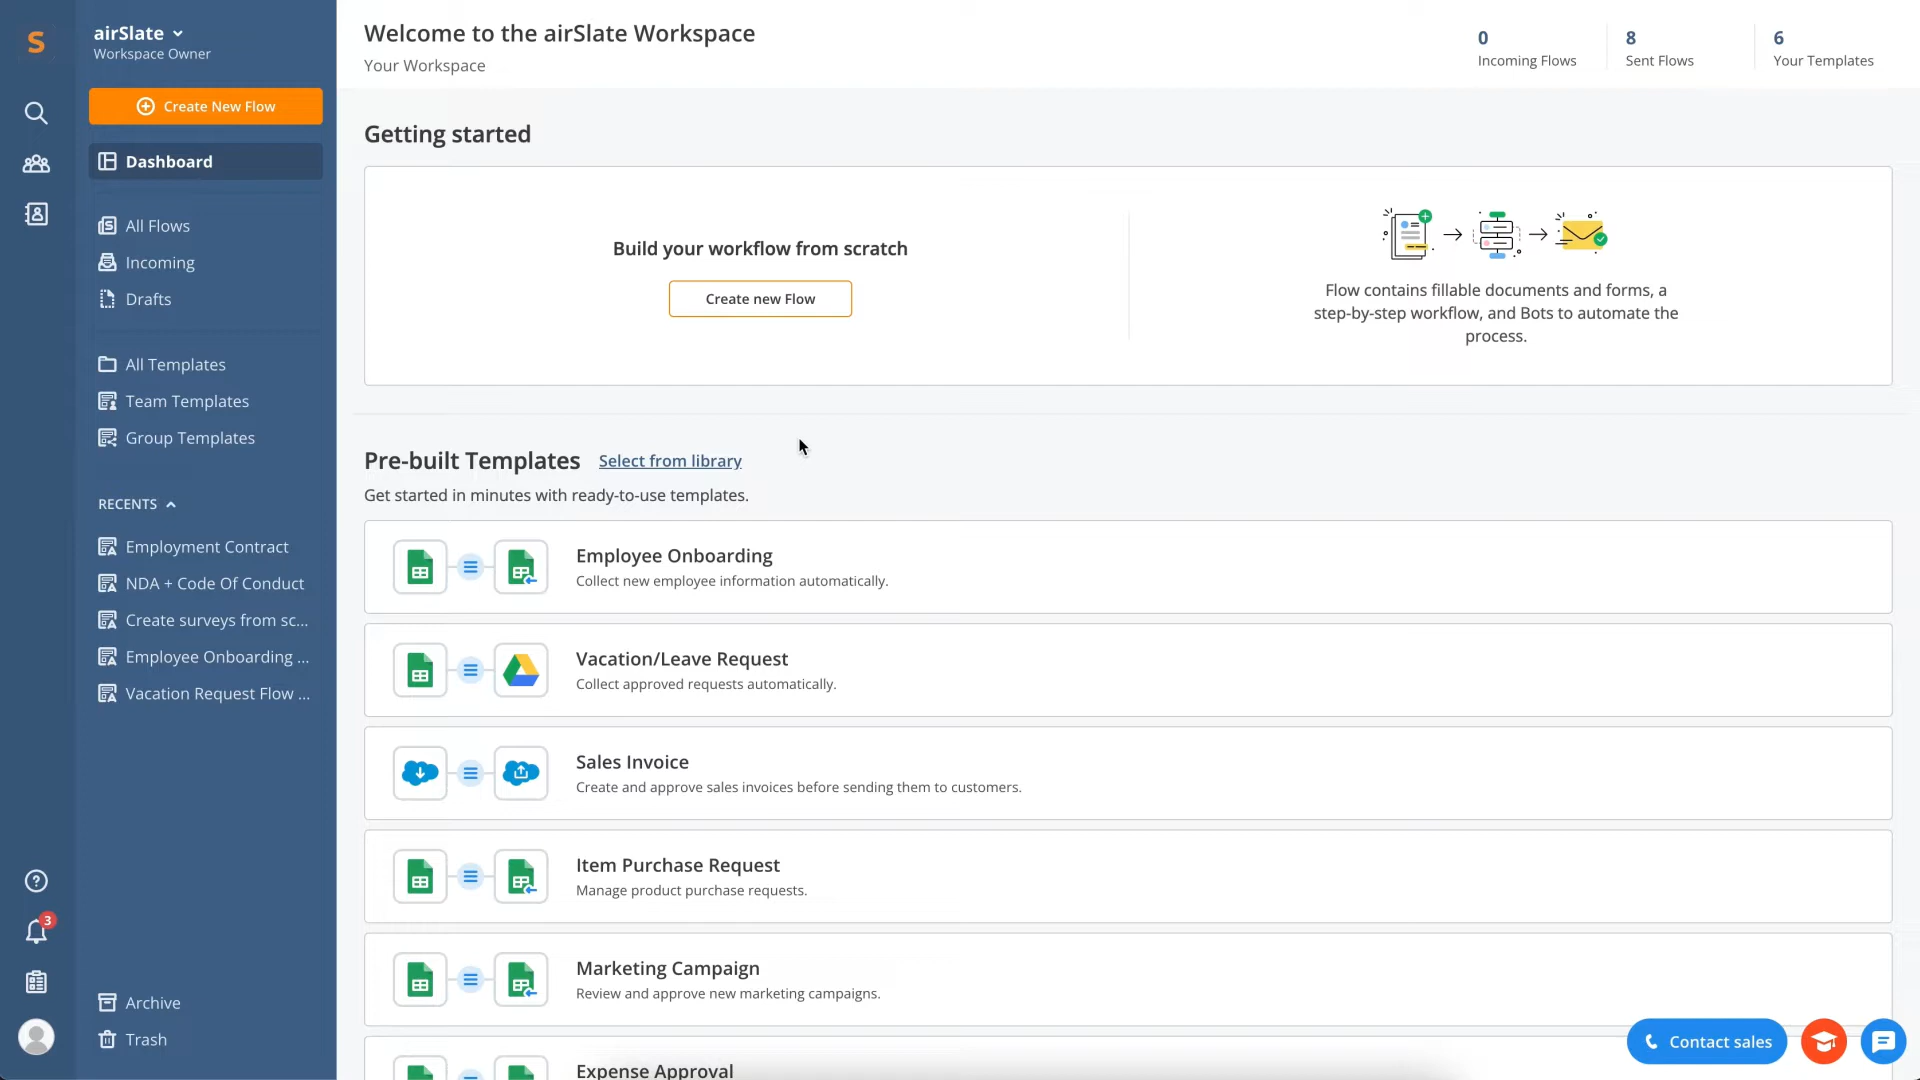 S
airSlate
Workspace Owner
Create New Flow
Dashboard
All Flows
Incoming
Drafts
All Templates
Team Templates
Group Templates
RECENTS
Employment Contract
NDA + Code Of Conduct
Create surveys from sc...
Employee Onboarding ...
Vacation Request Flow ...
3
Archive
Trash
Welcome to the airSlate Workspace
Your Workspace
0
Incoming Flows
8
Sent Flows
6
Your Templates
Getting started
Build your workflow from scratch
Create new Flow
Flow contains fillable documents and forms, a
step-by-step workflow, and Bots to automate the
process.
Pre-built Templates Select from library
Get started in minutes with ready-to-use templates.
Employee Onboarding
Collect new employee information automatically.
Vacation/Leave Request
Collect approved requests automatically.
Sales Invoice
Create and approve sales invoices before sending them to customers.
Item Purchase Request
Manage product purchase requests.
Marketing Campaign
Review and approve new marketing campaigns.
Expense Approval
Contact sales